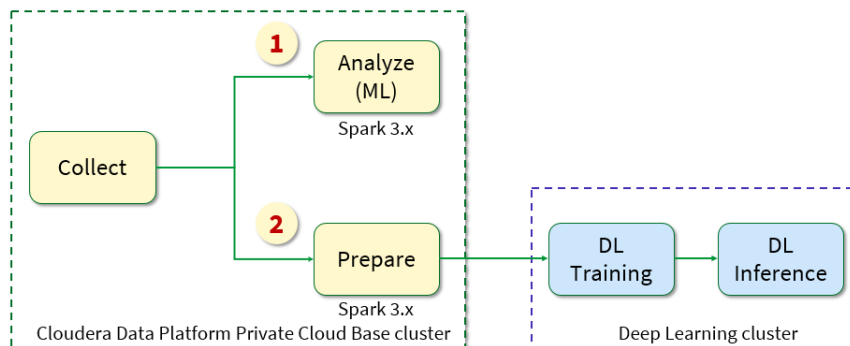 1
Analyze
(ML)
Spark 3.x
Collect
2
Prepare
Spark 3.x
DL
Training
DL
Inference
Cloudera Data Platform Private Cloud Base cluster
Deep Learning cluster